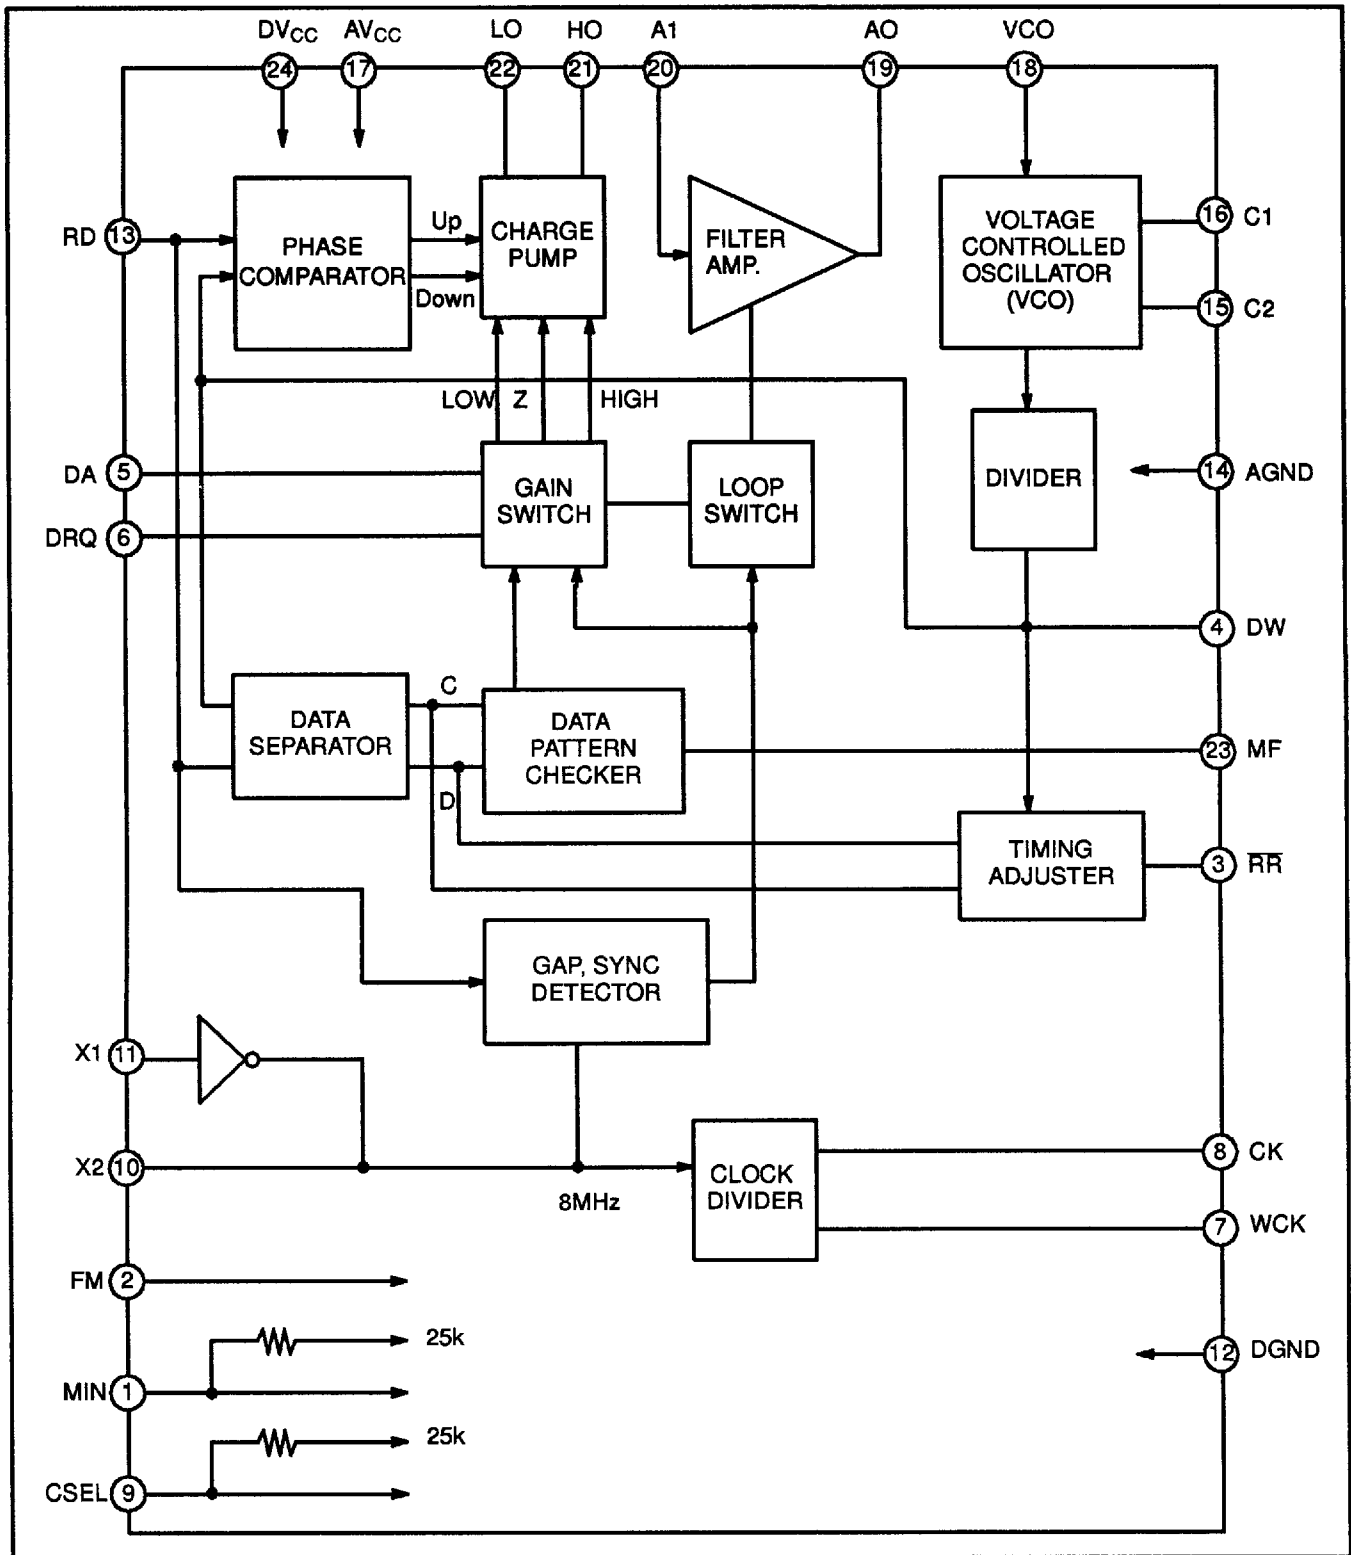 DVCC AVCC LO HO A1 AO VCO
24 17 22 21 20 19 18
RD 13
PHASE
COMPARATOR
Up
Down
CHARGE
PUMP
FILTER
AMP.
VOLTAGE
CONTROLLED
OSCILLATOR
(VCO)
16 C1
15 C2
LOW Z HIGH
DA 5
DRQ 6
GAIN
SWITCH
LOOP
SWITCH
DIVIDER
14 AGND
4 DW
DATA
SEPARATOR
C
D
DATA
PATTERN
CHECKER
23 MF
TIMING
ADJUSTER
3 R̅R̅
GAP, SYNC
DETECTOR
X1 11
X2 10
8MHz
CLOCK
DIVIDER
8 CK
7 WCK
FM 2
25k
MIN 1
12 DGND
25k
CSEL 9